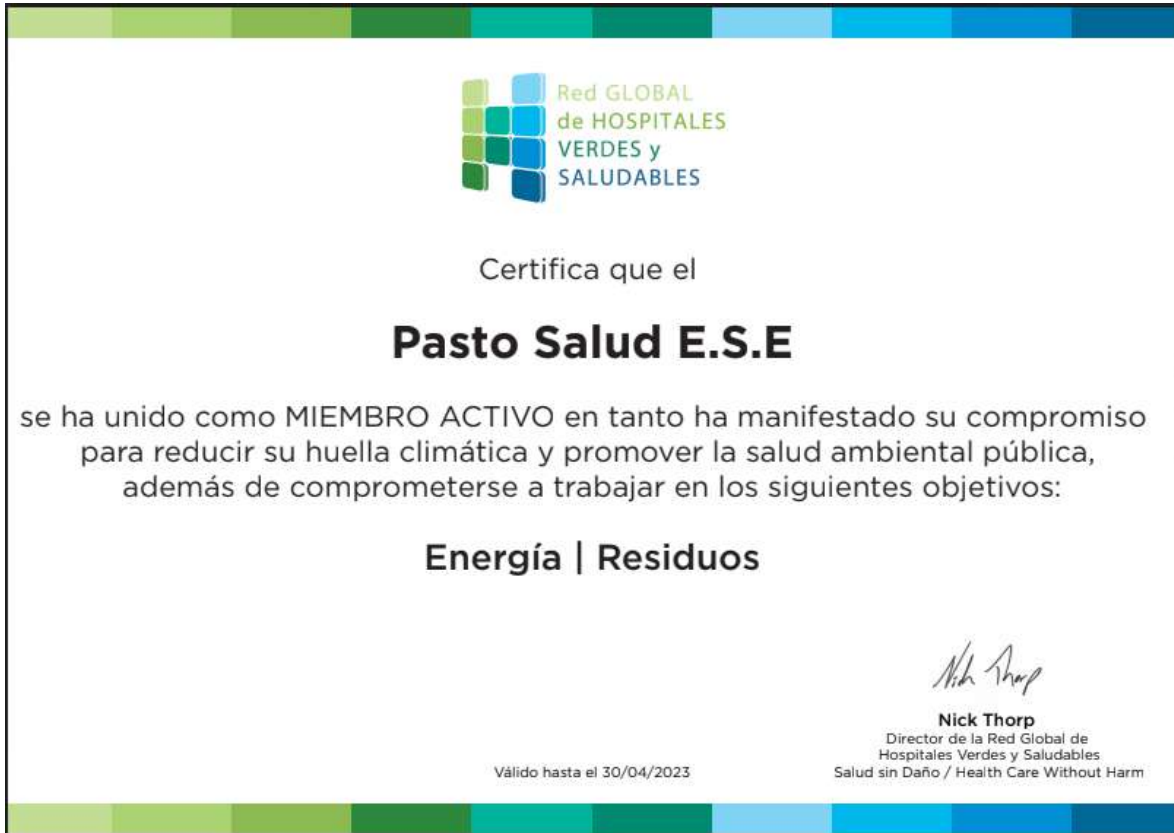 Red GLOBAL
de HOSPITALES
VERDES y
SALUDABLES
Certifica que el
Pasto Salud E.S.E
se ha unido como MIEMBRO ACTIVO en tanto ha manifestado su compromiso
para reducir su huella climática y promover la salud ambiental pública,
además de comprometerse a trabajar en los siguientes objetivos:
Energía | Residuos
Nick Thorp
Nick Thorp
Director de la Red Global de
Hospitales Verdes y Saludables
Salud sin Daño / Health Care Without Harm
Válido hasta el 30/04/2023